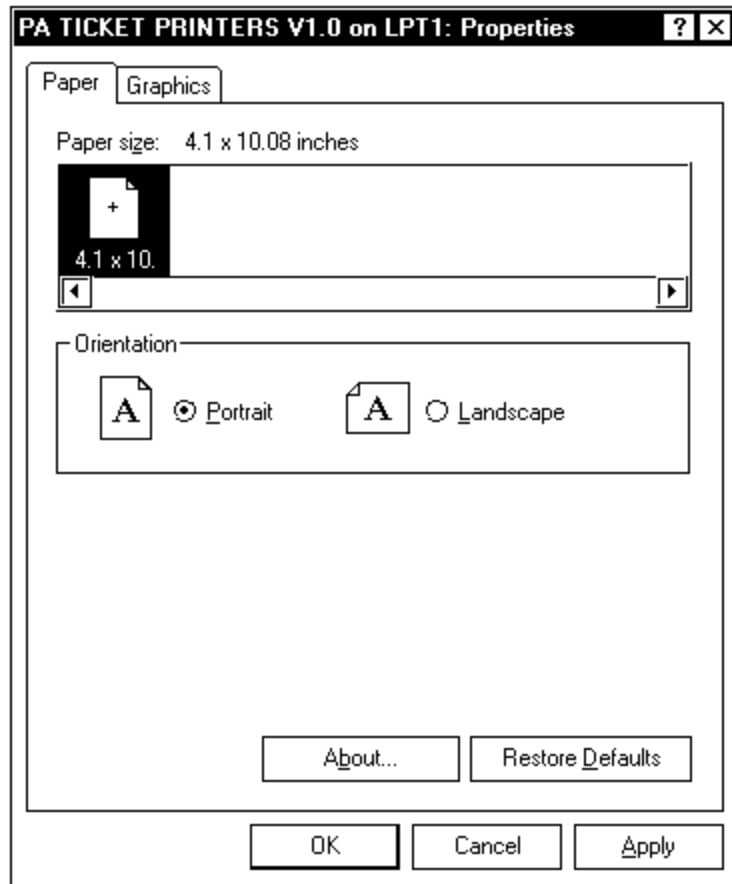 PA TICKET PRINTERS V1.0 on LPT1: Properties ? ×
Paper Graphics
Paper size: 4.1 x 10.08 inches
4.1 x 10.
Orientation
A Portrait A Landscape
About... Restore Defaults
OK Cancel Apply